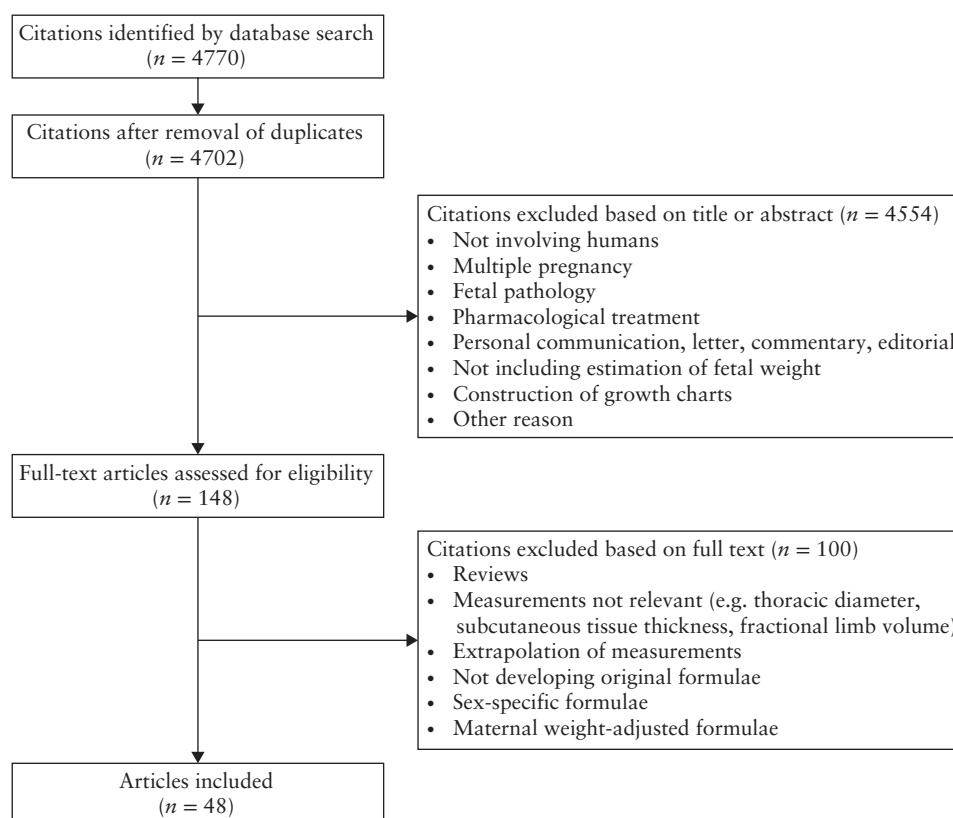 Citations identified by database search
(n = 4770)
Citations after removal of duplicates
(n = 4702)
Citations excluded based on title or abstract (n = 4554)
• Not involving humans
• Multiple pregnancy
• Fetal pathology
• Pharmacological treatment
• Personal communication, letter, commentary, editorial
• Not including estimation of fetal weight
• Construction of growth charts
• Other reason
Full-text articles assessed for eligibility
(n = 148)
Citations excluded based on full text (n = 100)
• Reviews
• Measurements not relevant (e.g. thoracic diameter,
subcutaneous tissue thickness, fractional limb volume)
• Extrapolation of measurements
• Not developing original formulae
• Sex-specific formulae
• Maternal weight-adjusted formulae
Articles included
(n = 48)